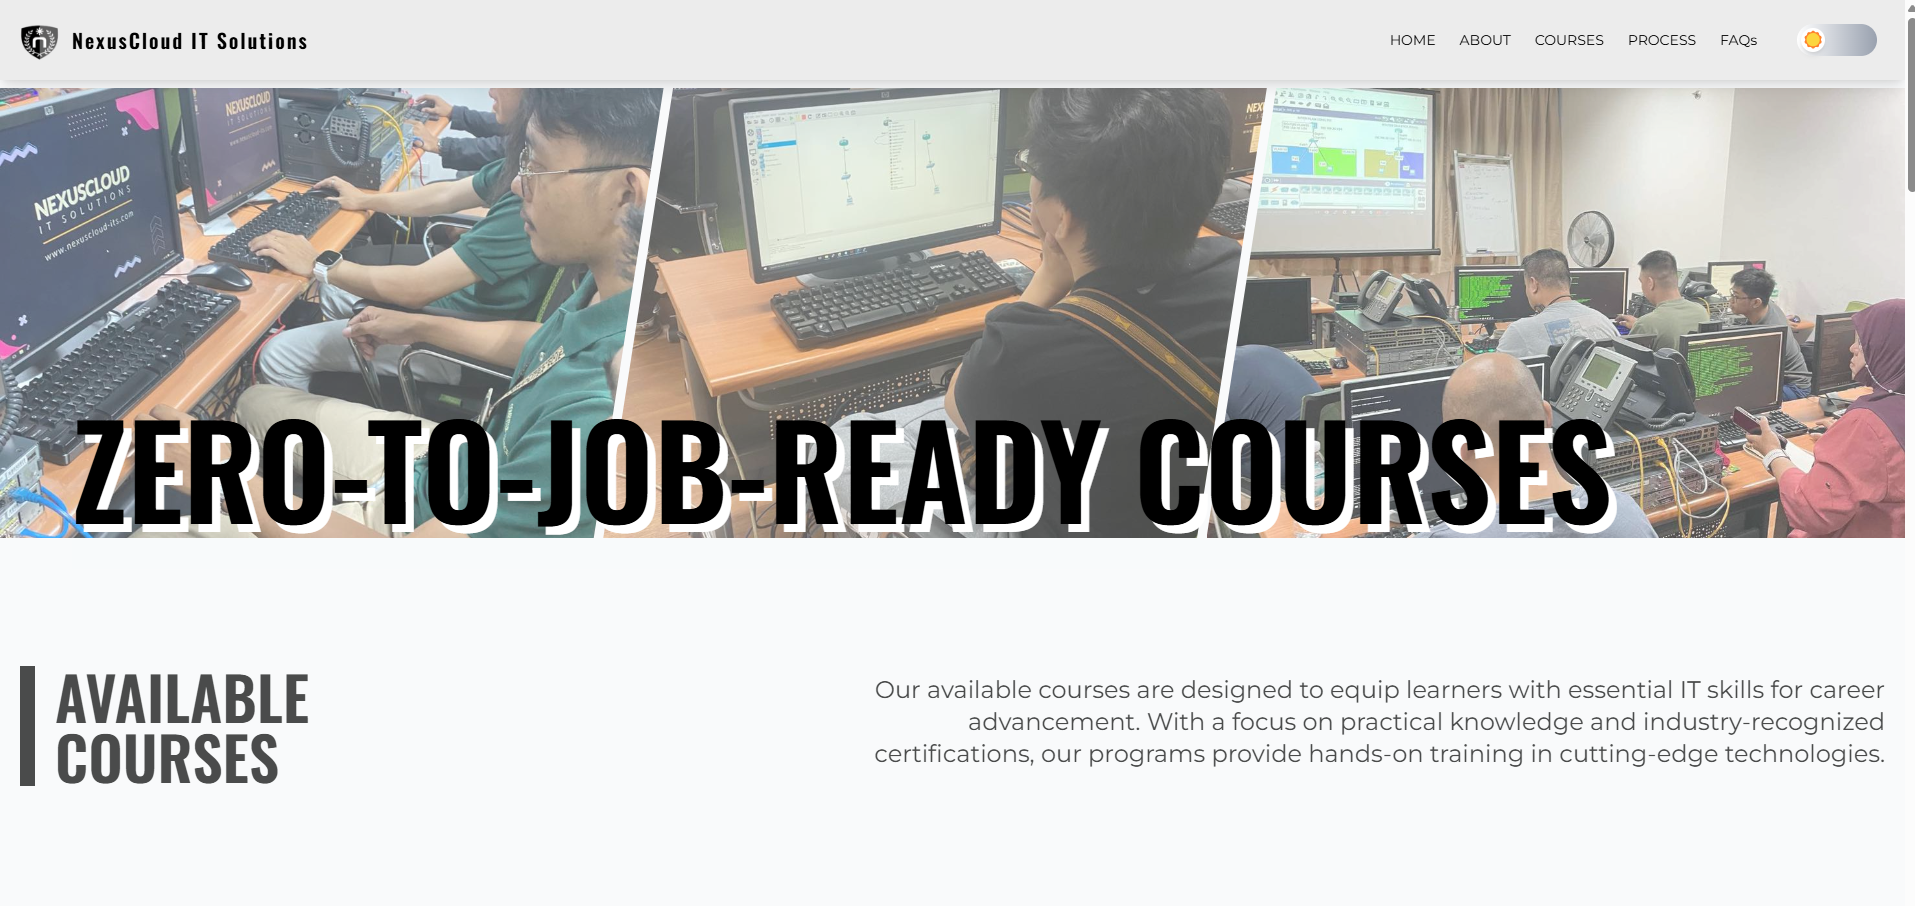 NexusCloud IT Solutions
HOME ABOUT COURSES PROCESS FAQs
NEXUSCLOUD
IT SOLUTIONS
www.nexuscloud-its.com
NEXUSCLOUD
IT SOLUTIONS
ZERO-TO-JOB-READY COURSES
AVAILABLE
COURSES
Our available courses are designed to equip learners with essential IT skills for career
advancement. With a focus on practical knowledge and industry-recognized
certifications, our programs provide hands-on training in cutting-edge technologies.